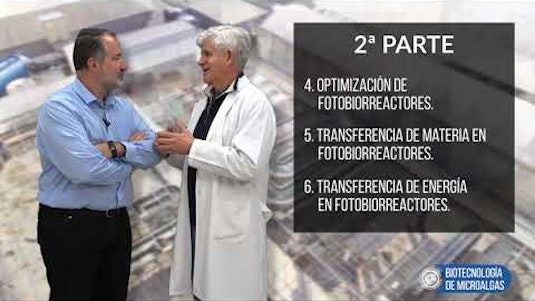 2ª PARTE
4. OPTIMIZACIÓN DE
FOTOBIORREACTORES.
5. TRANSFERENCIA DE MATERIA EN
FOTOBIORREACTORES.
6. TRANSFERENCIA DE ENERGÍA
EN FOTOBIORREACTORES.
BIOTECNOLOGÍA
DE MICROALGAS